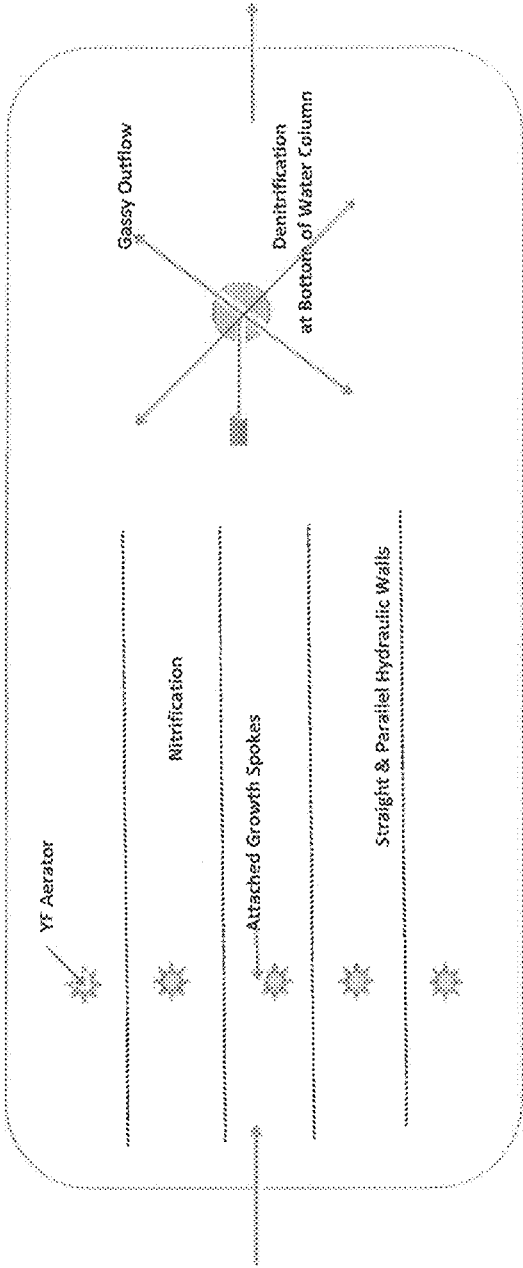 YF Aerator
Nitrification
Attached Growth Spokes
Straight & Parallel Hydraulic Walls
Gassy Outflow
Denitrification
at Bottom of Water Column